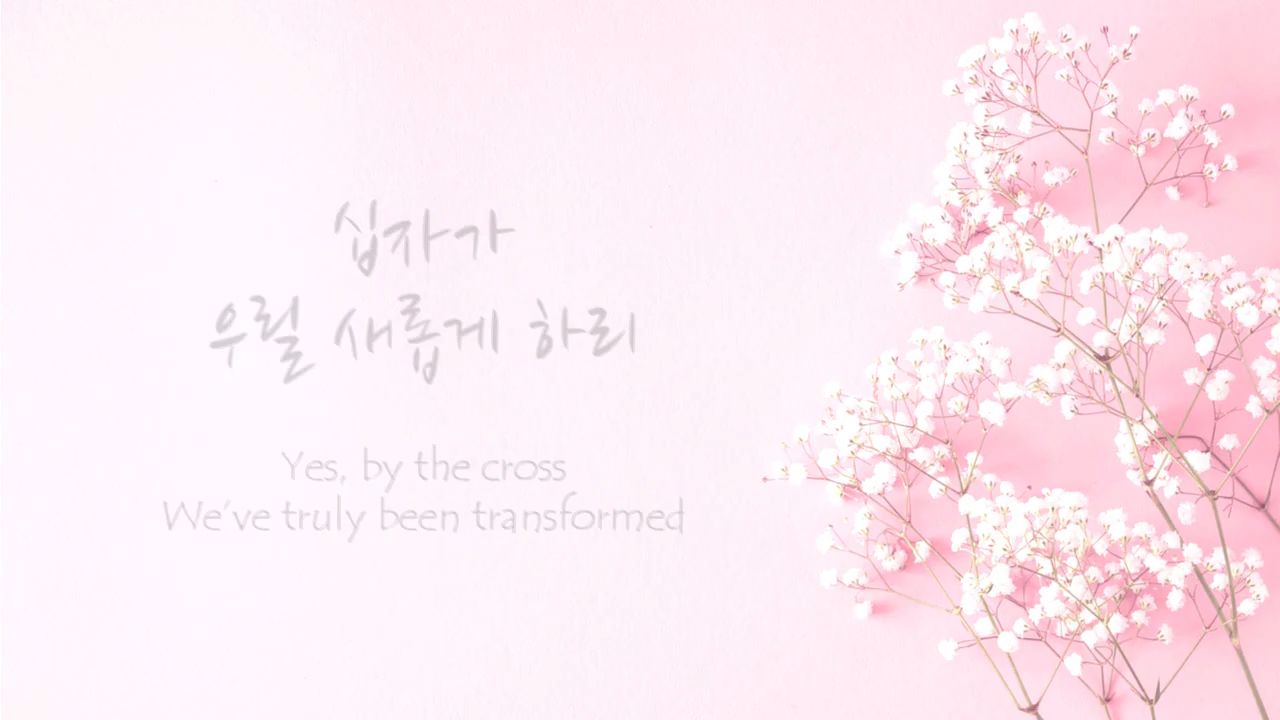 십자가
우릴 새롭게 하리
Yes, by the cross
We've truly been transformed